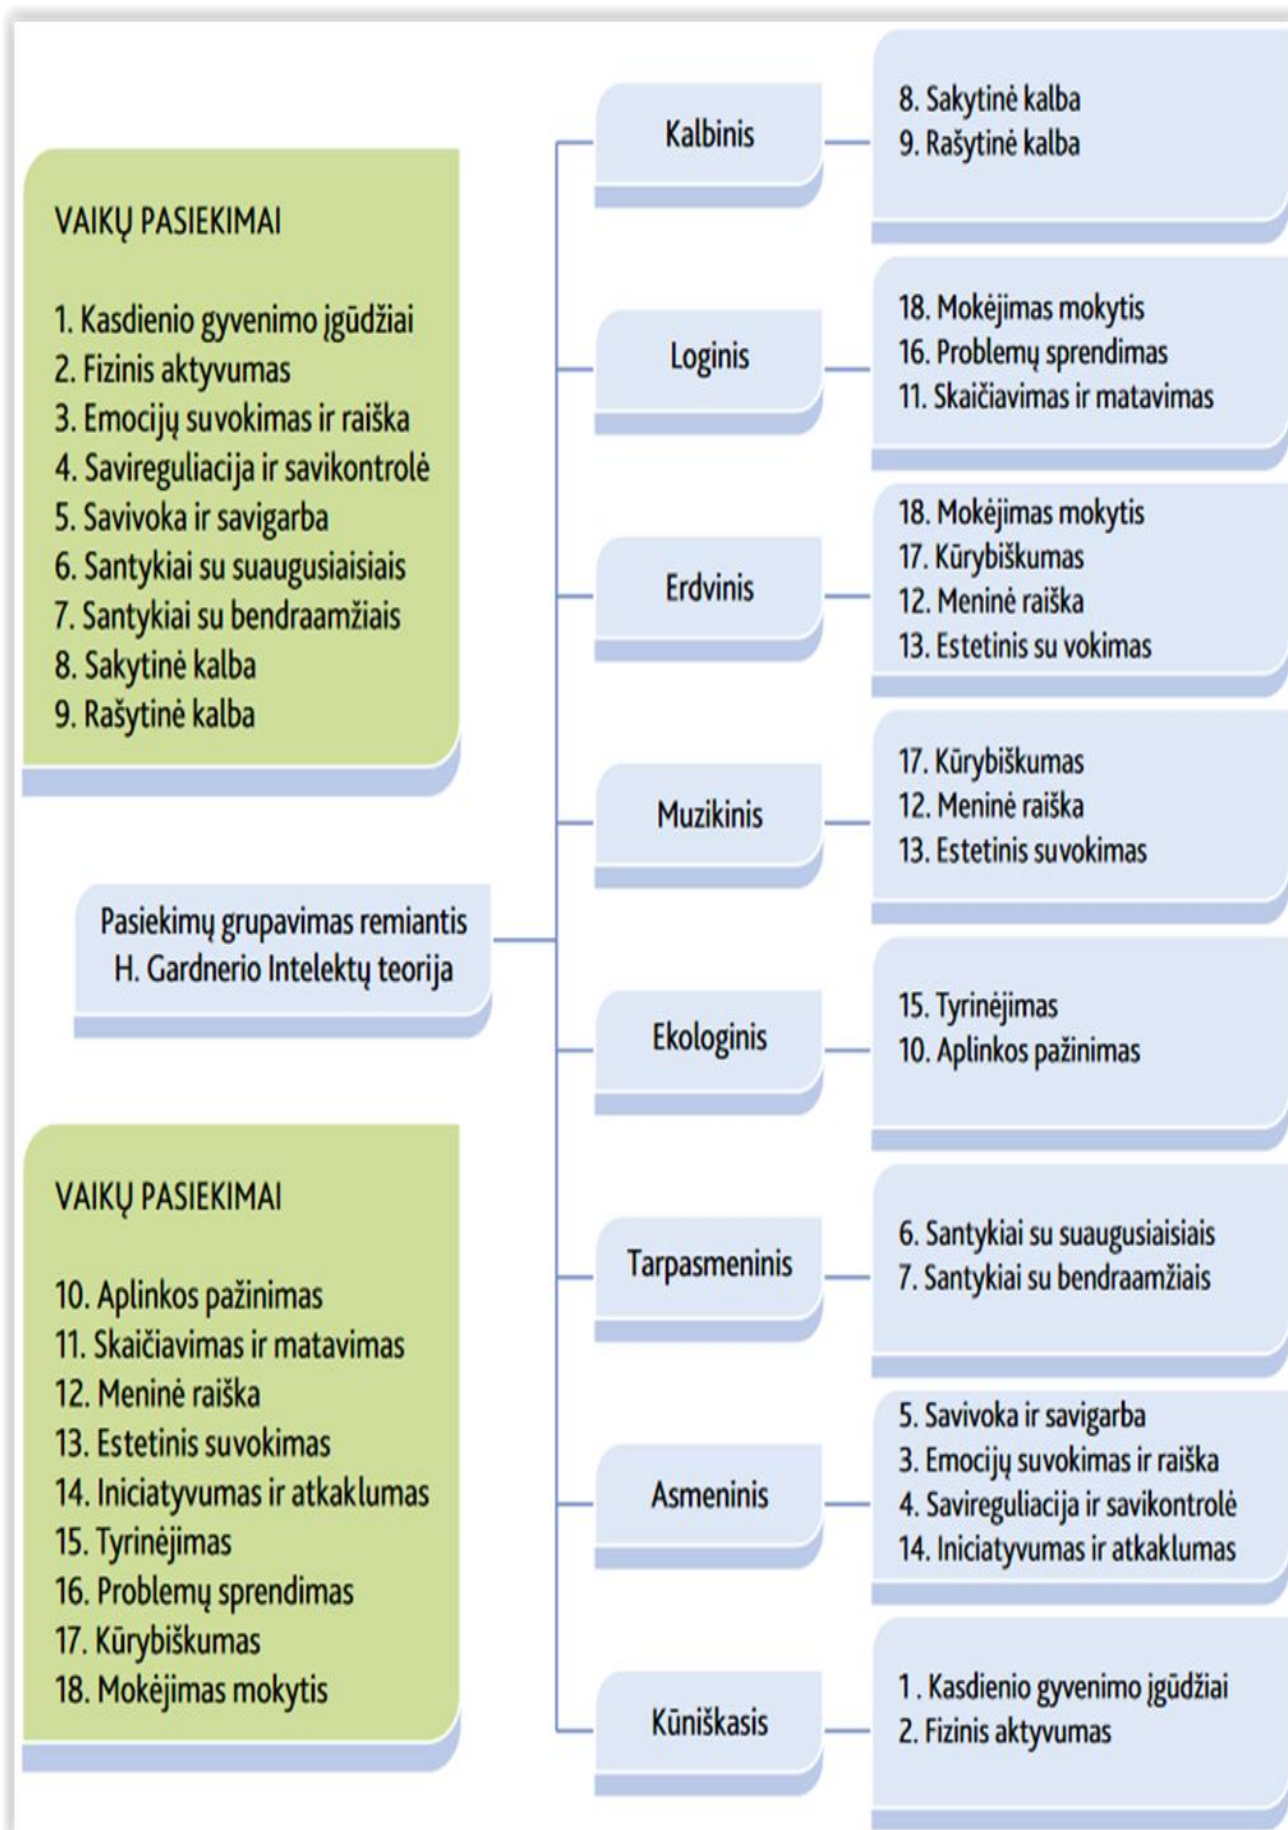 VAIKŲ PASIEKIMAI
1. Kasdienio gyvenimo įgūdžiai
2. Fizinis aktyvumas
3. Emocijų suvokimas ir raiška
4. Savireguliacija ir savikontrolė
5. Savivoka ir savigarba
6. Santykiai su suaugusiaisiais
7. Santykiai su bendraamžiais
8. Sakytinė kalba
9. Rašytinė kalba
Pasiekimų grupavimas remiantis
H. Gardnerio Intelektų teorija
VAIKŲ PASIEKIMAI
10. Aplinkos pažinimas
11. Skaičiavimas ir matavimas
12. Meninė raiška
13. Estetinis suvokimas
14. Iniciatyvumas ir atkaklumas
15. Tyrinėjimas
16. Problemų sprendimas
17. Kūrybiškumas
18. Mokėjimas mokytis
Kalbinis
8. Sakytinė kalba
9. Rašytinė kalba
Loginis
18. Mokėjimas mokytis
16. Problemų sprendimas
11. Skaičiavimas ir matavimas
Erdvinis
18. Mokėjimas mokytis
17. Kūrybiškumas
12. Meninė raiška
13. Estetinis su vokimas
Muzikinis
17. Kūrybiškumas
12. Meninė raiška
13. Estetinis suvokimas
Ekologinis
15. Tyrinėjimas
10. Aplinkos pažinimas
Tarpasmeninis
6. Santykiai su suaugusiaisiais
7. Santykiai su bendraamžiais
Asmeninis
5. Savivoka ir savigarba
3. Emocijų suvokimas ir raiška
4. Savireguliacija ir savikontrolė
14. Iniciatyvumas ir atkaklumas
Kūniškasis
1 . Kasdienio gyvenimo įgūdžiai
2. Fizinis aktyvumas